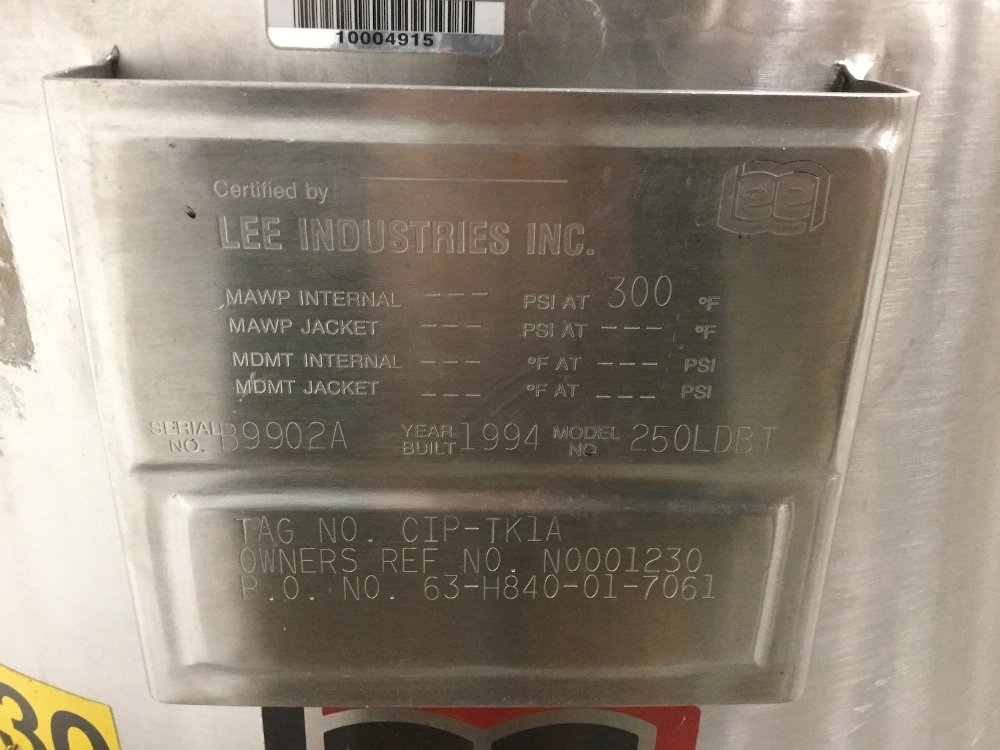 10004915
Certified by
Lee
LEE INDUSTRIES INC.
MAWP INTERNAL --- PSI AT 300 °F
MAWP JACKET --- PSI AT --- °F
MDMT INTERNAL --- °F AT --- PSI
MDMT JACKET --- °F AT --- PSI
SERIAL NO. B9902A YEAR BUILT 1994 MODEL NO. 250LDBT
TAG NO. CIP-TK1A
OWNERS REF NO. N0001230
P.O. NO. 63-H840-01-7061
30